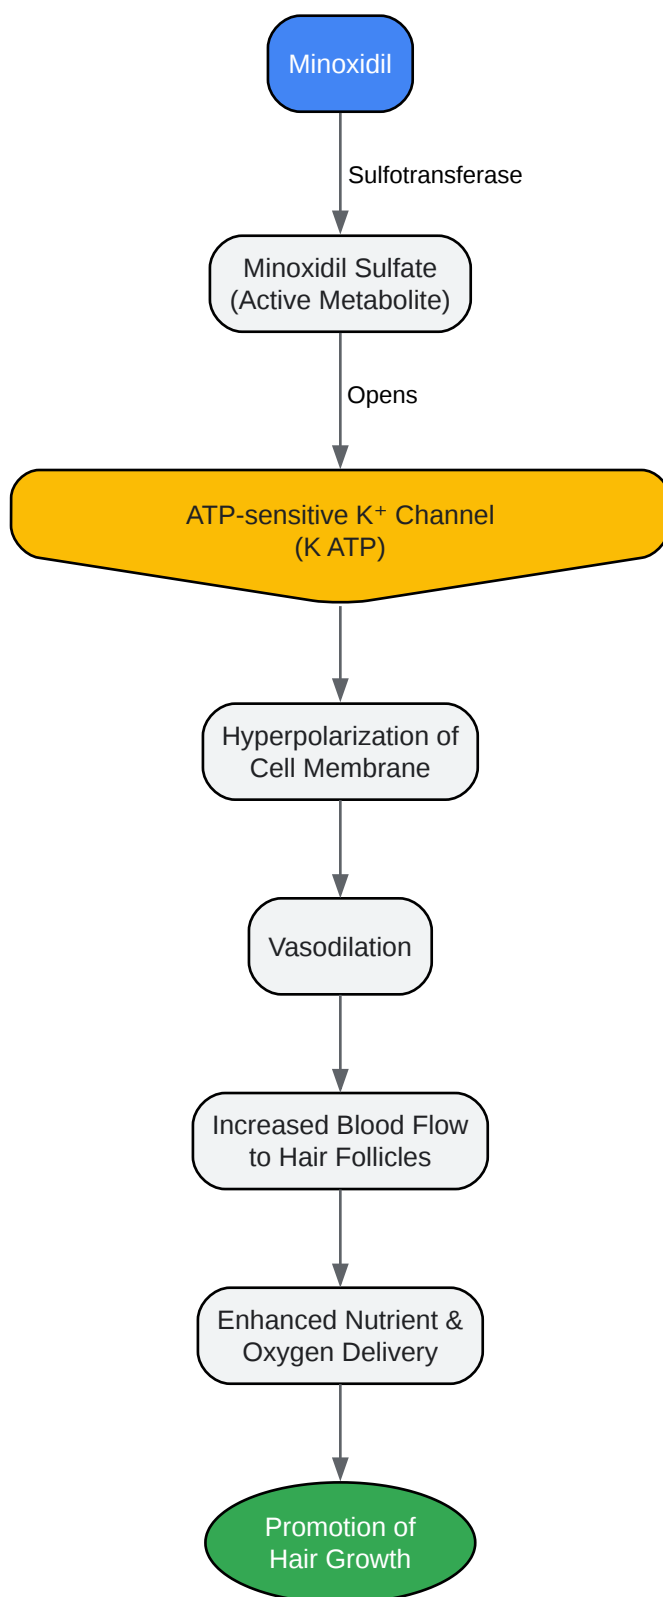 Minoxidil
Sulfotransferase
Minoxidil Sulfate
(Active Metabolite)
Opens
ATP-sensitive K⁺ Channel
(K ATP)
Hyperpolarization of
Cell Membrane
Vasodilation
Increased Blood Flow
to Hair Follicles
Enhanced Nutrient &
Oxygen Delivery
Promotion of
Hair Growth